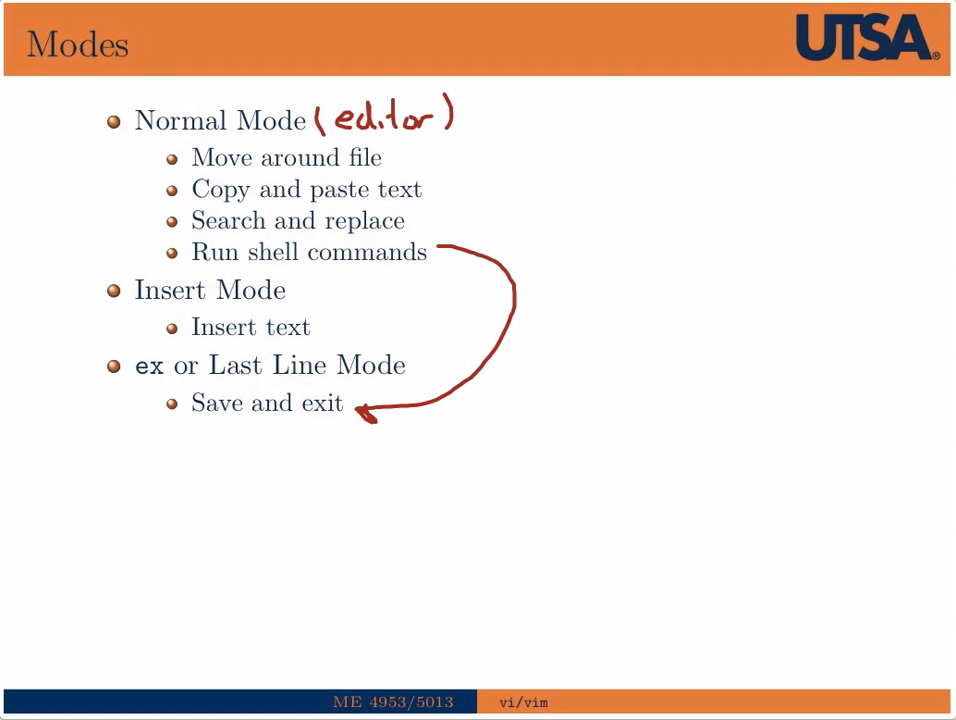 Modes
UTSA®
Normal Mode (editor)
Move around file
Copy and paste text
Search and replace
Run shell commands
Insert Mode
Insert text
ex or Last Line Mode
Save and exit
ME 4953/5013
vi/vim